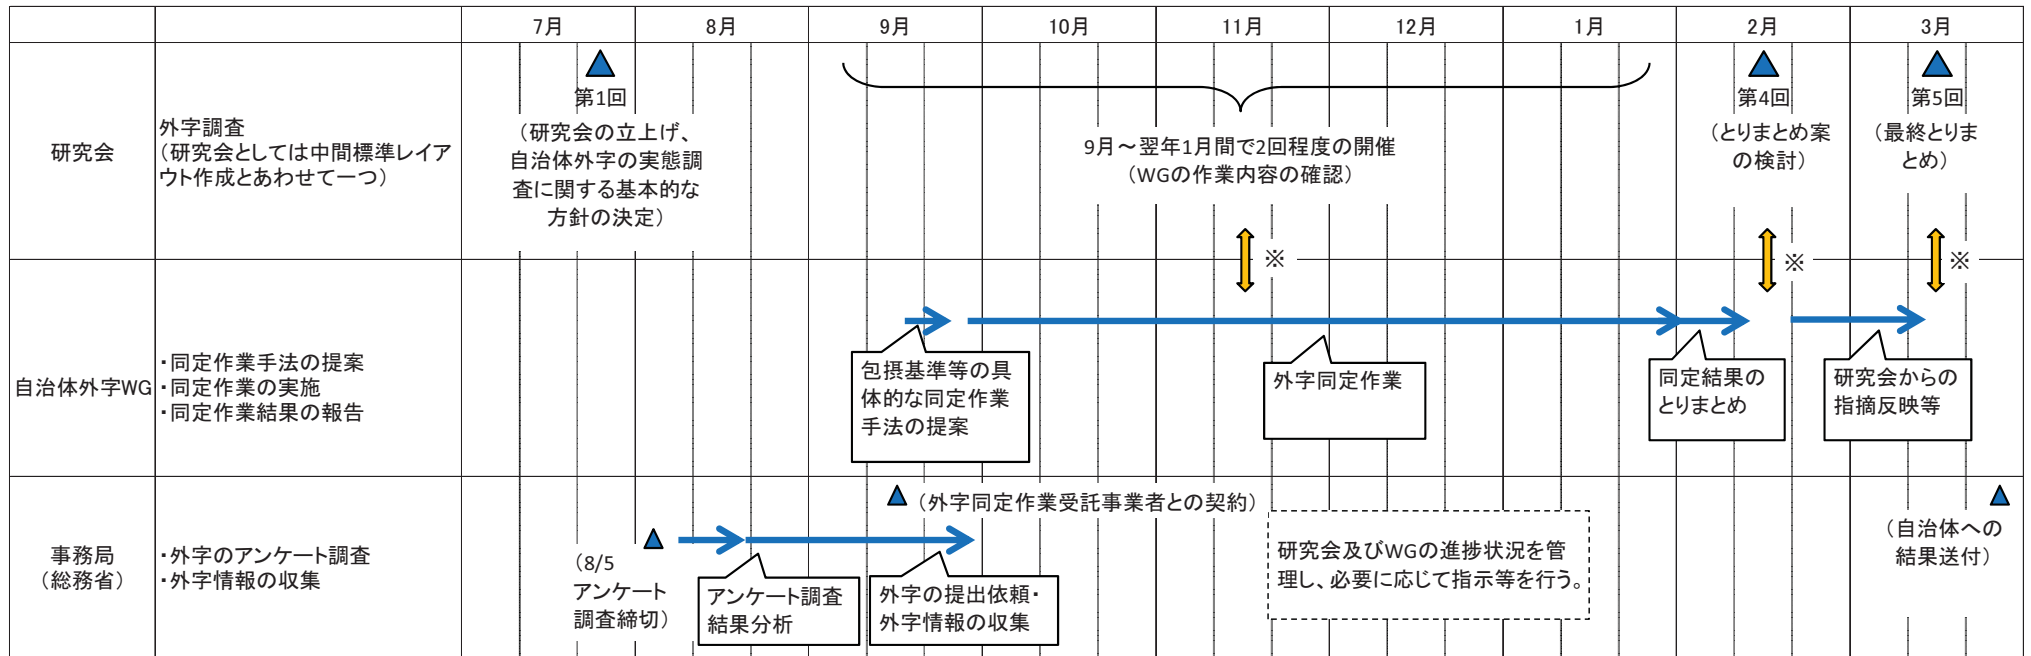 7月 8月 9月 10月 11月 12月 1月 2月 3月
研究会
外字調査
（研究会としては中間標準レイア
ウト作成とあわせて一つ）
第1回
（研究会の立上げ、
自治体外字の実態調
査に関する基本的な
方針の決定）
9月～翌年1月間で2回程度の開催
（WGの作業内容の確認）
第4回
（とりまとめ案
の検討）
第5回
（最終とりま
とめ）
※
※
※
自治体外字WG
・同定作業手法の提案
・同定作業の実施
・同定作業結果の報告
包摂基準等の具
体的な同定作業
手法の提案
外字同定作業
同定結果の
とりまとめ
研究会からの
指摘反映等
事務局
（総務省）
・外字のアンケート調査
・外字情報の収集
（8/5
アンケート
調査締切）
アンケート調査
結果分析
（外字同定作業受託事業者との契約）
外字の提出依頼・
外字情報の収集
研究会及びWGの進捗状況を管
理し、必要に応じて指示等を行う。
（自治体への
結果送付）